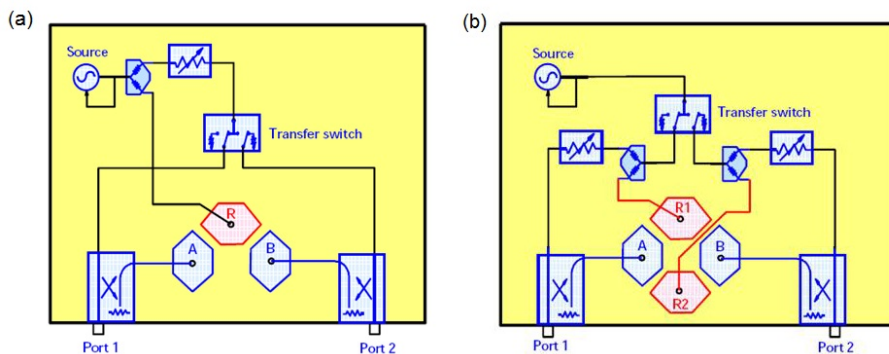 (a)
Source
Transfer switch
R
A
B
Port 1
Port 2
(b)
Source
Transfer switch
R1
A
B
R2
Port 1
Port 2